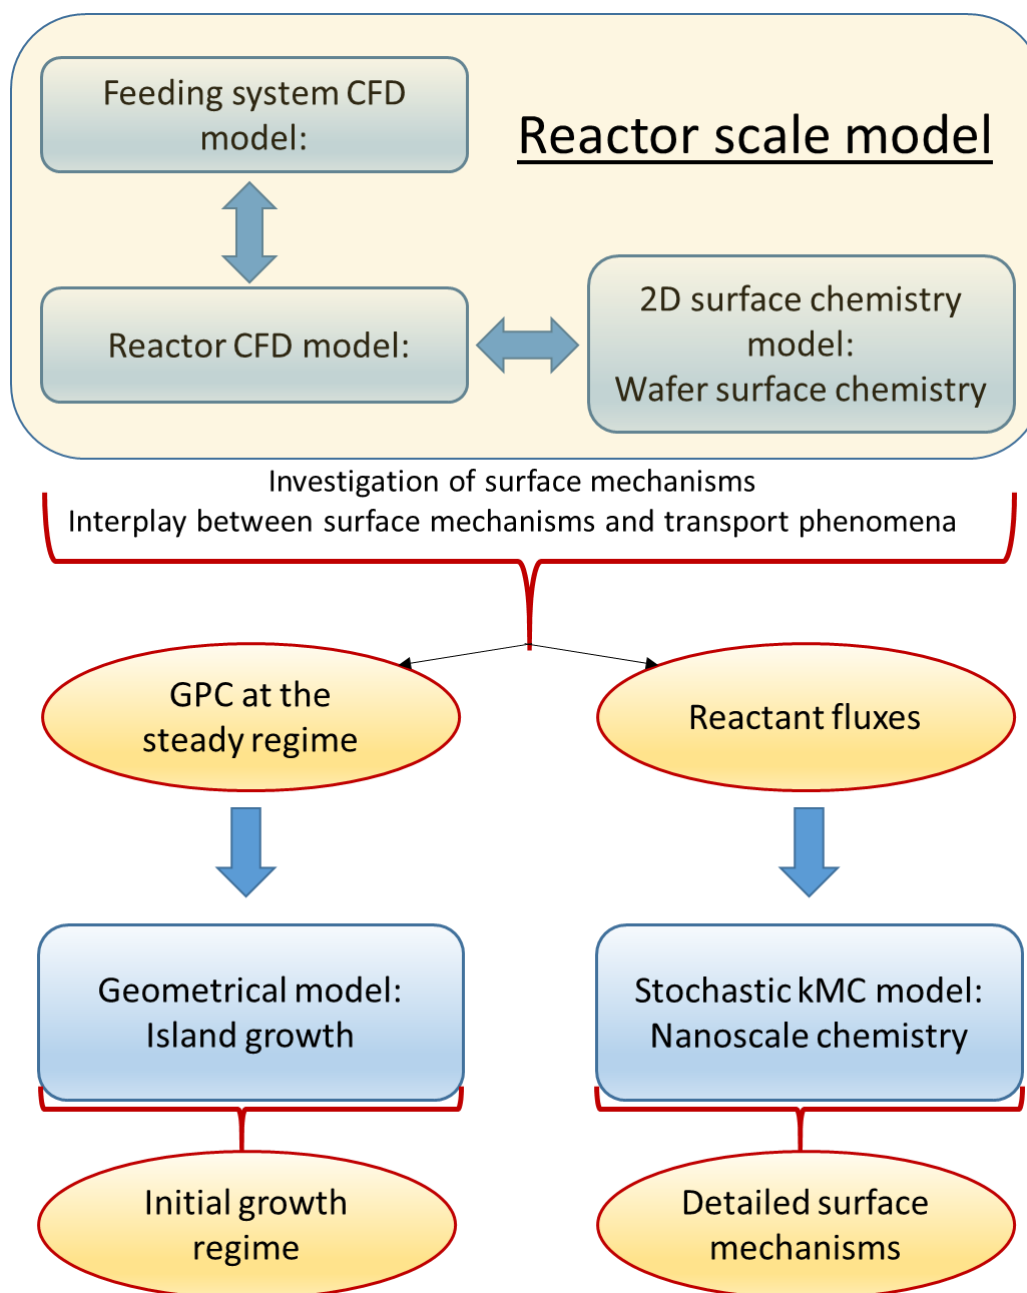 Feeding system CFD
model:
Reactor scale model
Reactor CFD model:
2D surface chemistry
model:
Wafer surface chemistry
Investigation of surface mechanisms
Interplay between surface mechanisms and transport phenomena
GPC at the
steady regime
Reactant fluxes
Geometrical model:
Island growth
Stochastic kMC model:
Nanoscale chemistry
Initial growth
regime
Detailed surface
mechanisms